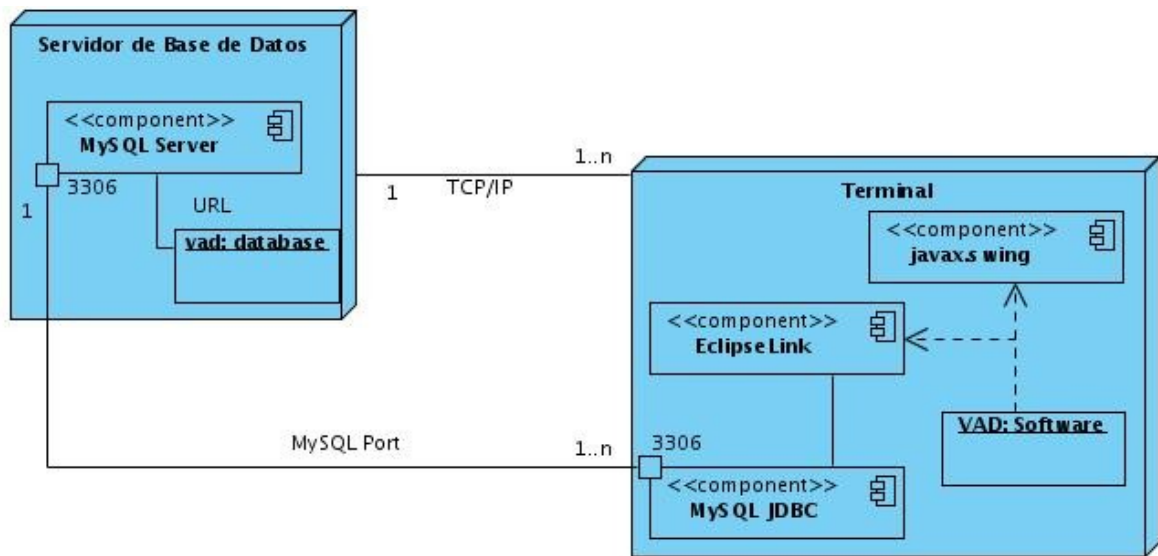 Servidor de Base de Datos
<<component>>
MySQL Server
3306
1
URL
vad: database
1
TCP/IP
1..n
Terminal
<<component>>
javax.swing
<<component>>
EclipseLink
VAD: Software
MySQL Port
1..n
3306
<<component>>
MySQL JDBC